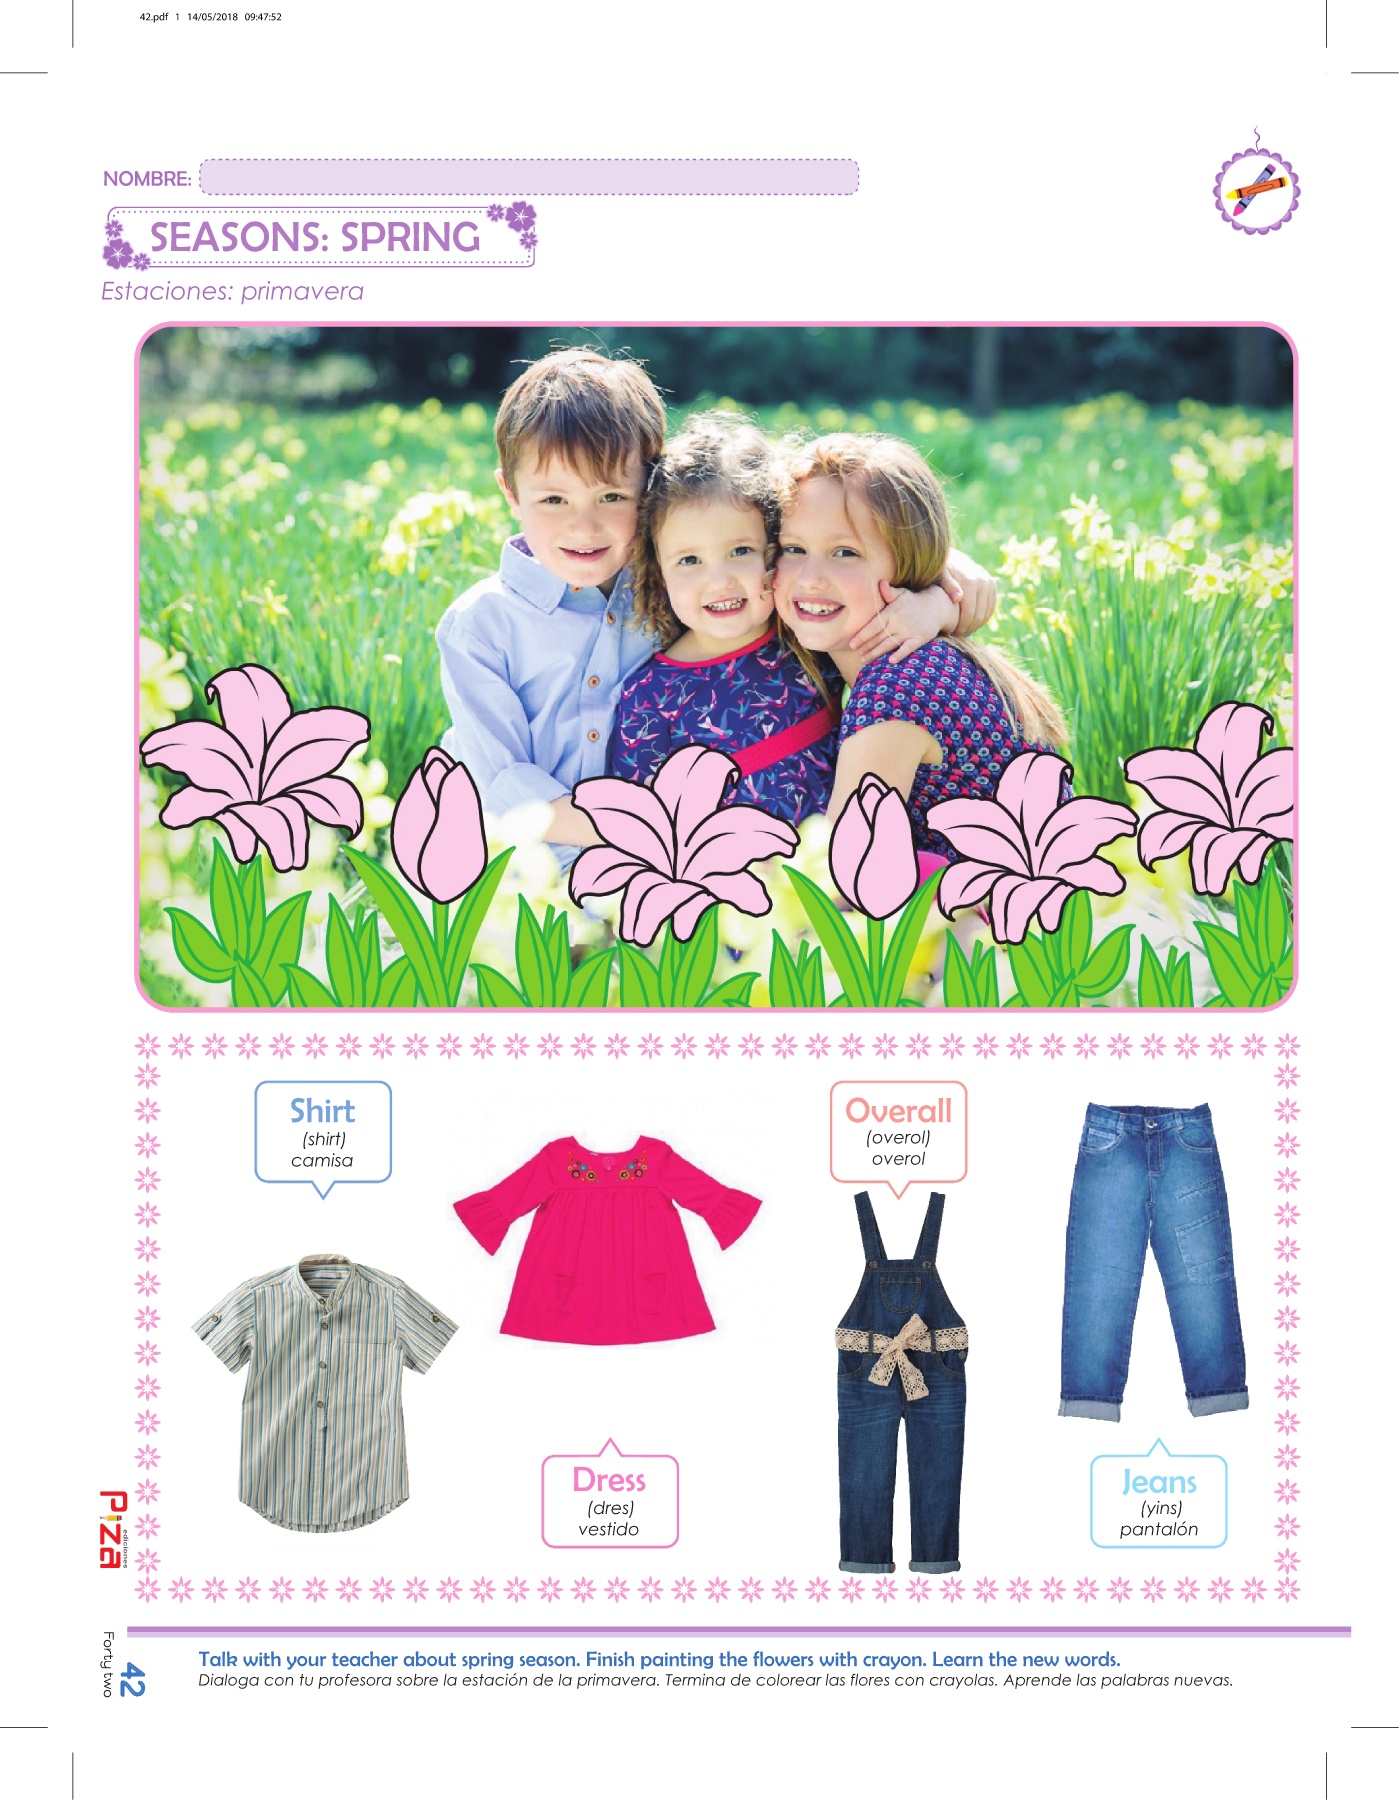 42.pdf 1 14/05/2018 09:47:52
NOMBRE:
SEASONS: SPRING
Estaciones: primavera
Shirt
(shirt)
camisa
Overall
(overol)
overol
Dress
(dres)
vestido
Jeans
(yins)
pantalón
Piza
ediciones
Forty two
42
Talk with your teacher about spring season. Finish painting the flowers with crayon. Learn the new words.
Dialoga con tu profesora sobre la estación de la primavera. Termina de colorear las flores con crayolas. Aprende las palabras nuevas.